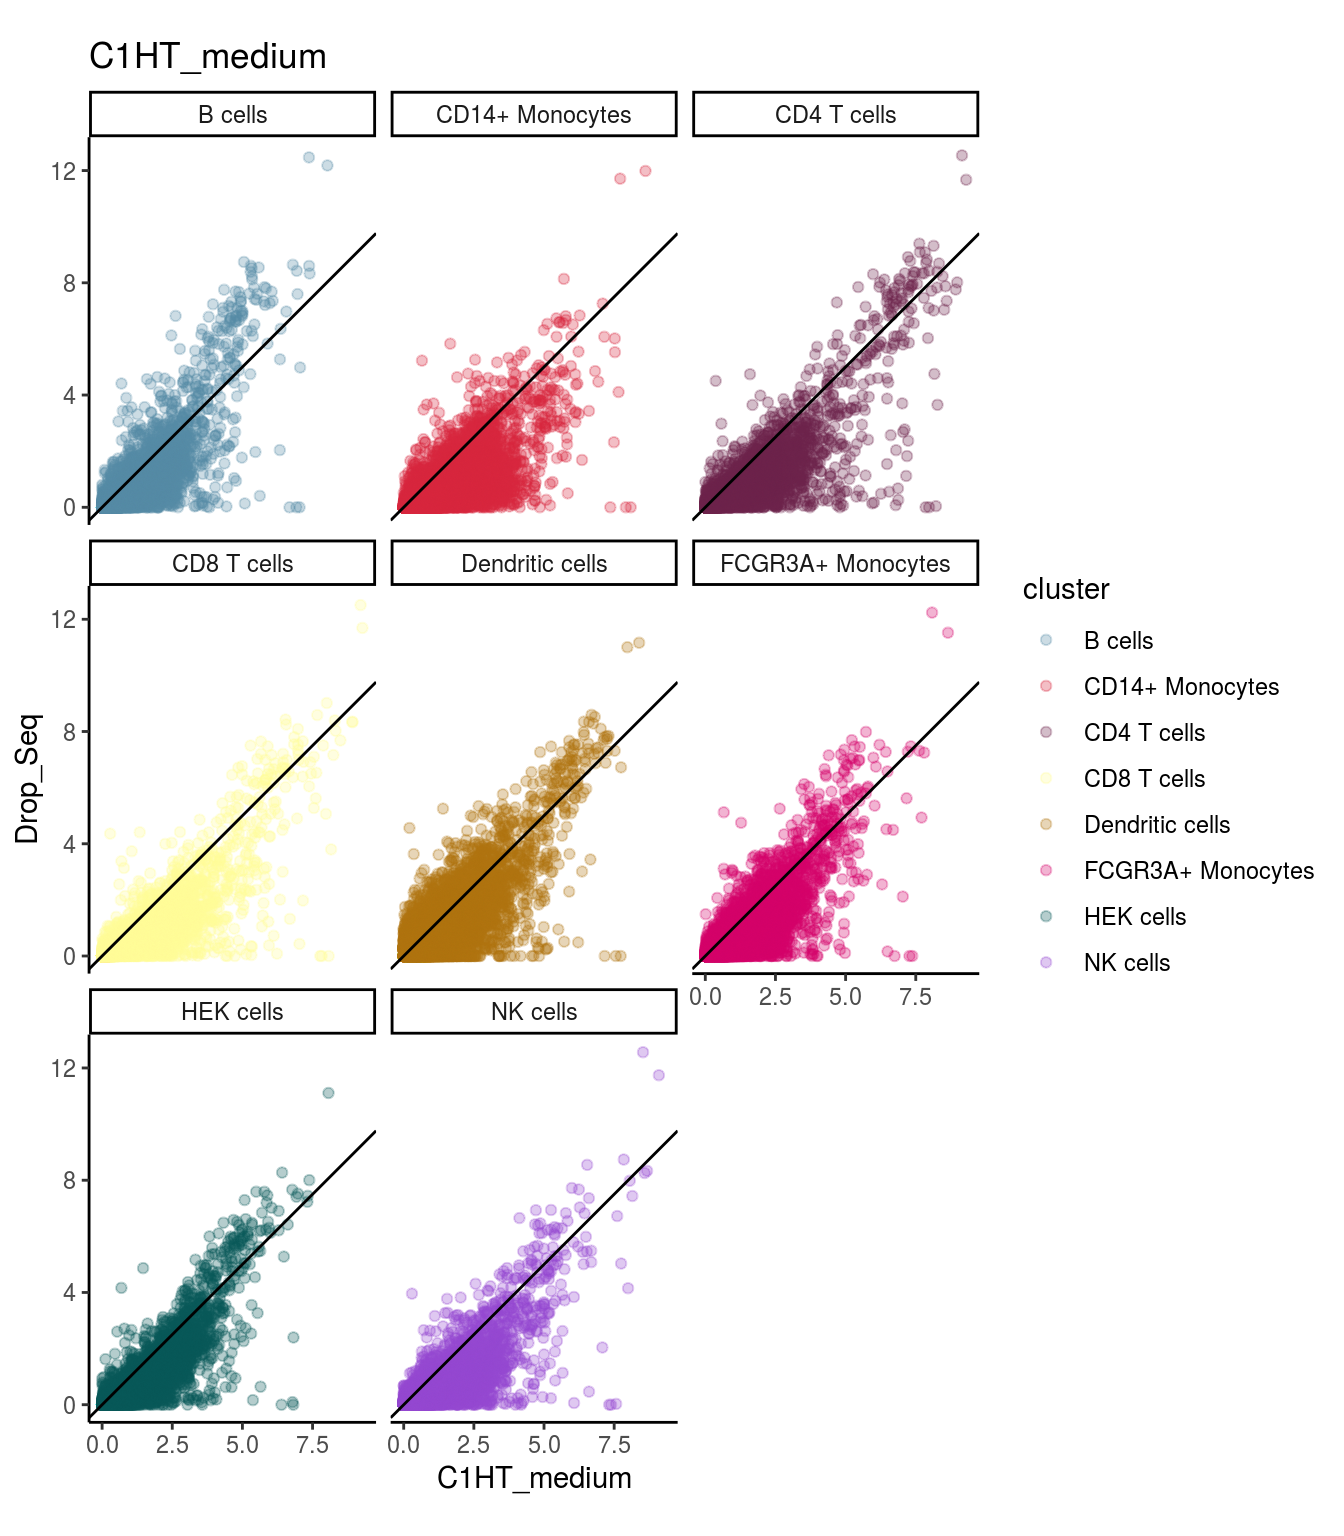 C1HT_medium
B cells
CD14+ Monocytes
CD4 T cells
12
8
4
0
CD8 T cells
Dendritic cells
FCGR3A+ Monocytes
12
8
4
0
0.0 2.5 5.0 7.5
HEK cells
NK cells
12
8
4
0
0.0 2.5 5.0 7.5
0.0 2.5 5.0 7.5
C1HT_medium
Drop_Seq
cluster
B cells
CD14+ Monocytes
CD4 T cells
CD8 T cells
Dendritic cells
FCGR3A+ Monocytes
HEK cells
NK cells